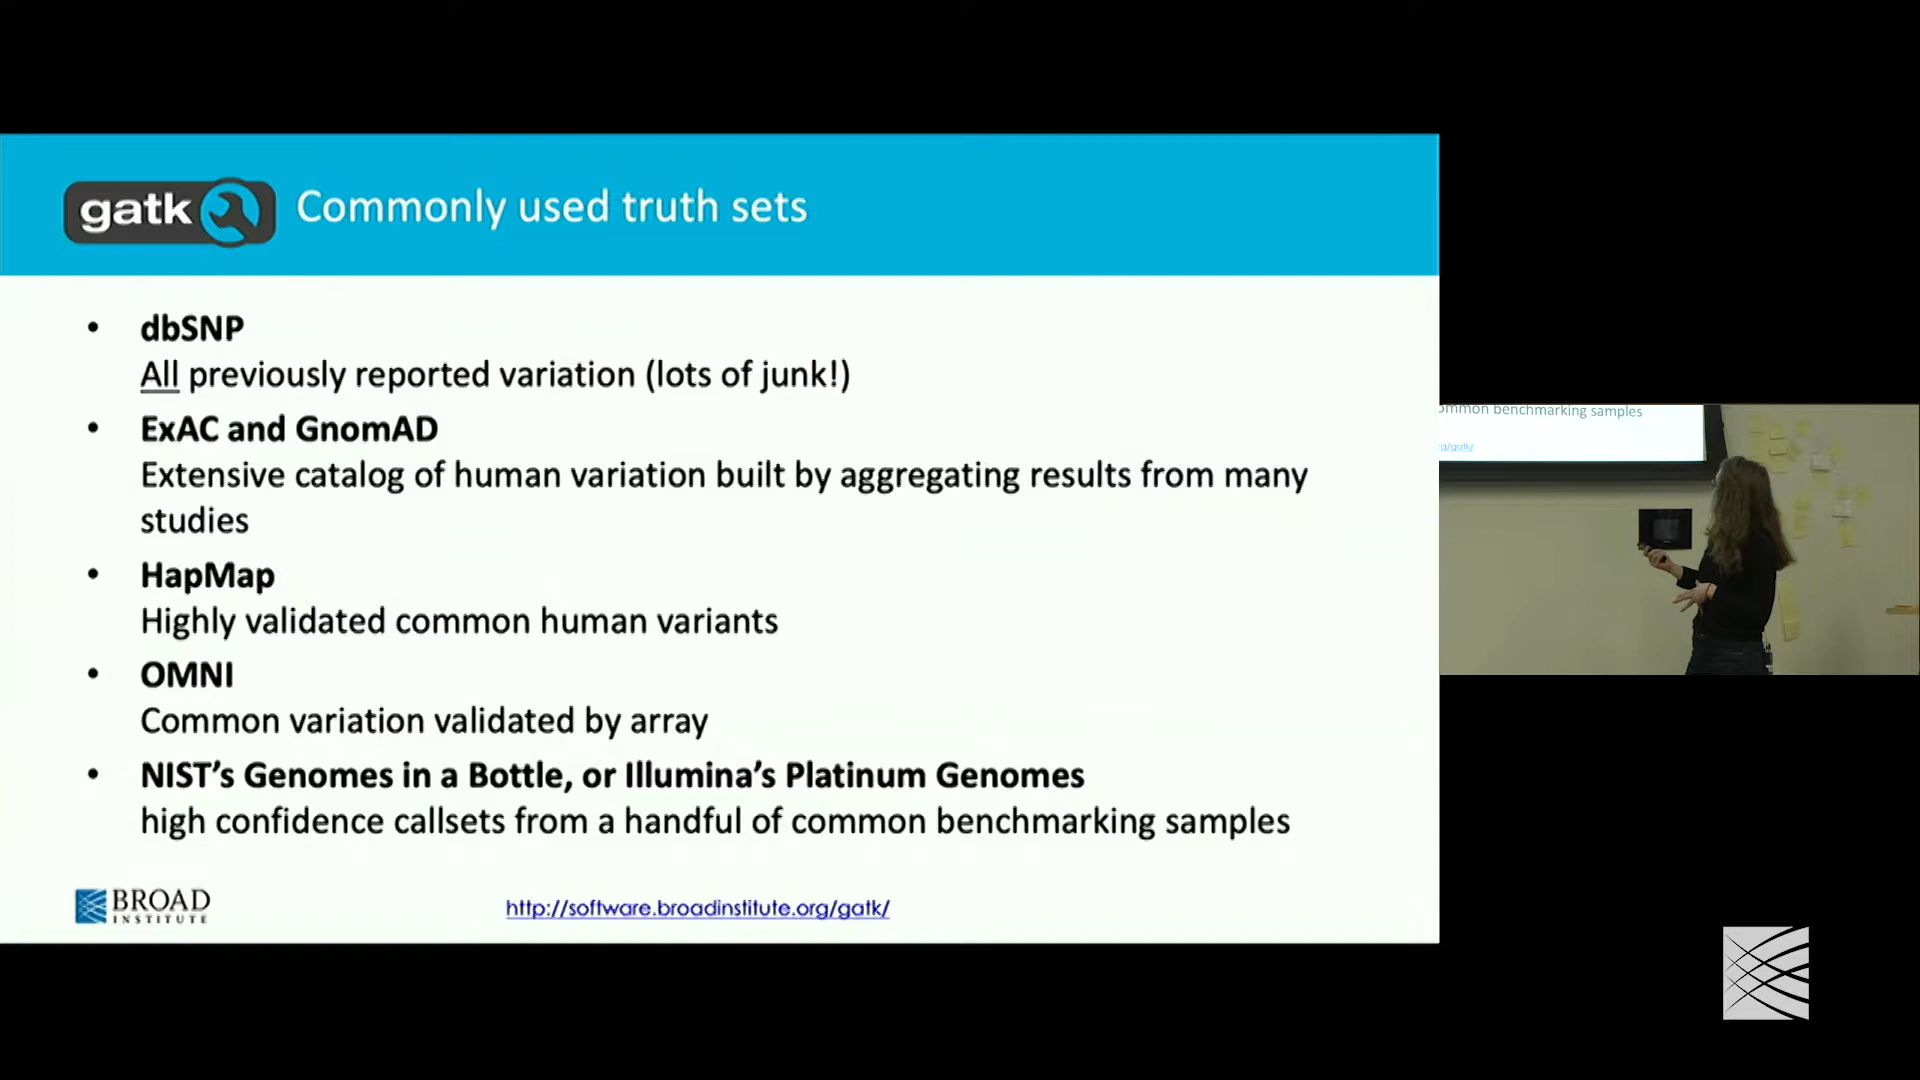 gatk Commonly used truth sets
• dbSNP
All previously reported variation (lots of junk!)
• ExAC and GnomAD
Extensive catalog of human variation built by aggregating results from many
studies
• HapMap
Highly validated common human variants
• OMNI
Common variation validated by array
• NIST's Genomes in a Bottle, or Illumina's Platinum Genomes
high confidence callsets from a handful of common benchmarking samples
BROAD
INSTITUTE
http://software.broadinstitute.org/gatk/
ommon benchmarking samples
rg/gatk/